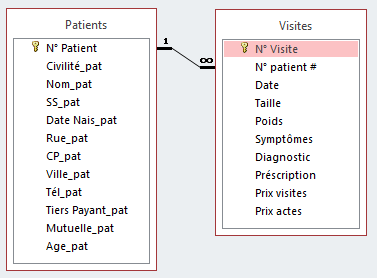 Patients
N° Patient
Civilité_pat
Nom_pat
SS_pat
Date Nais_pat
Rue_pat
CP_pat
Ville_pat
Tél_pat
Tiers Payant_pat
Mutuelle_pat
Age_pat
1
∞
Visites
N° Visite
N° patient #
Date
Taille
Poids
Symptômes
Diagnostic
Préscription
Prix visites
Prix actes